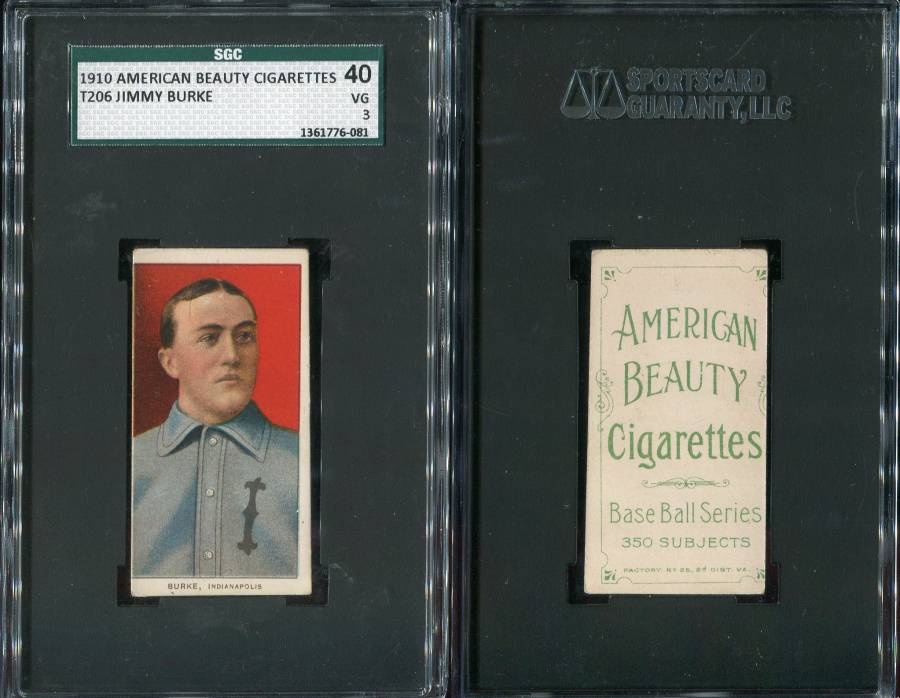 SGC
1910 AMERICAN BEAUTY CIGARETTES 40
T206 JIMMY BURKE VG
3
1361776-081
BURKE, INDIANAPOLIS
I
SPORTSCARD
GUARANTY, LLC
AMERICAN
BEAUTY
Cigarettes
Base Ball Series
350 SUBJECTS
FACTORY Nº 25, 2d DIST. VA.